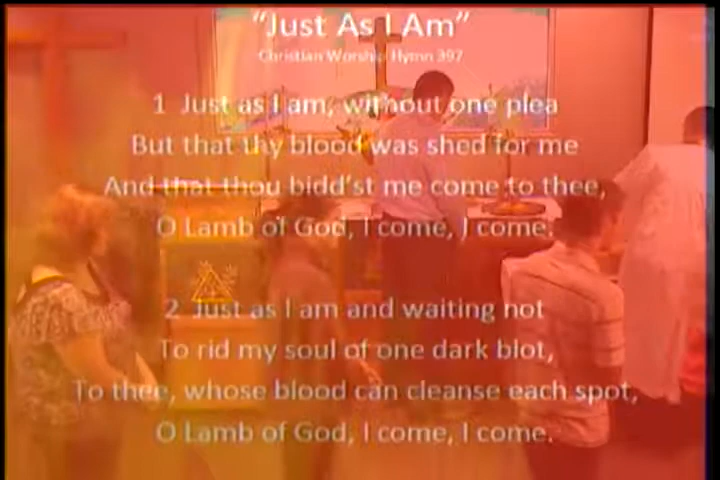 "Just As I Am"
Christian Worship Hymn 397
1 Just as I am, without one plea
But that thy blood was shed for me
And that thou bidd'st me come to thee,
O Lamb of God, I come, I come.
2 Just as I am and waiting not
To rid my soul of one dark blot,
To thee, whose blood can cleanse each spot,
O Lamb of God, I come, I come.